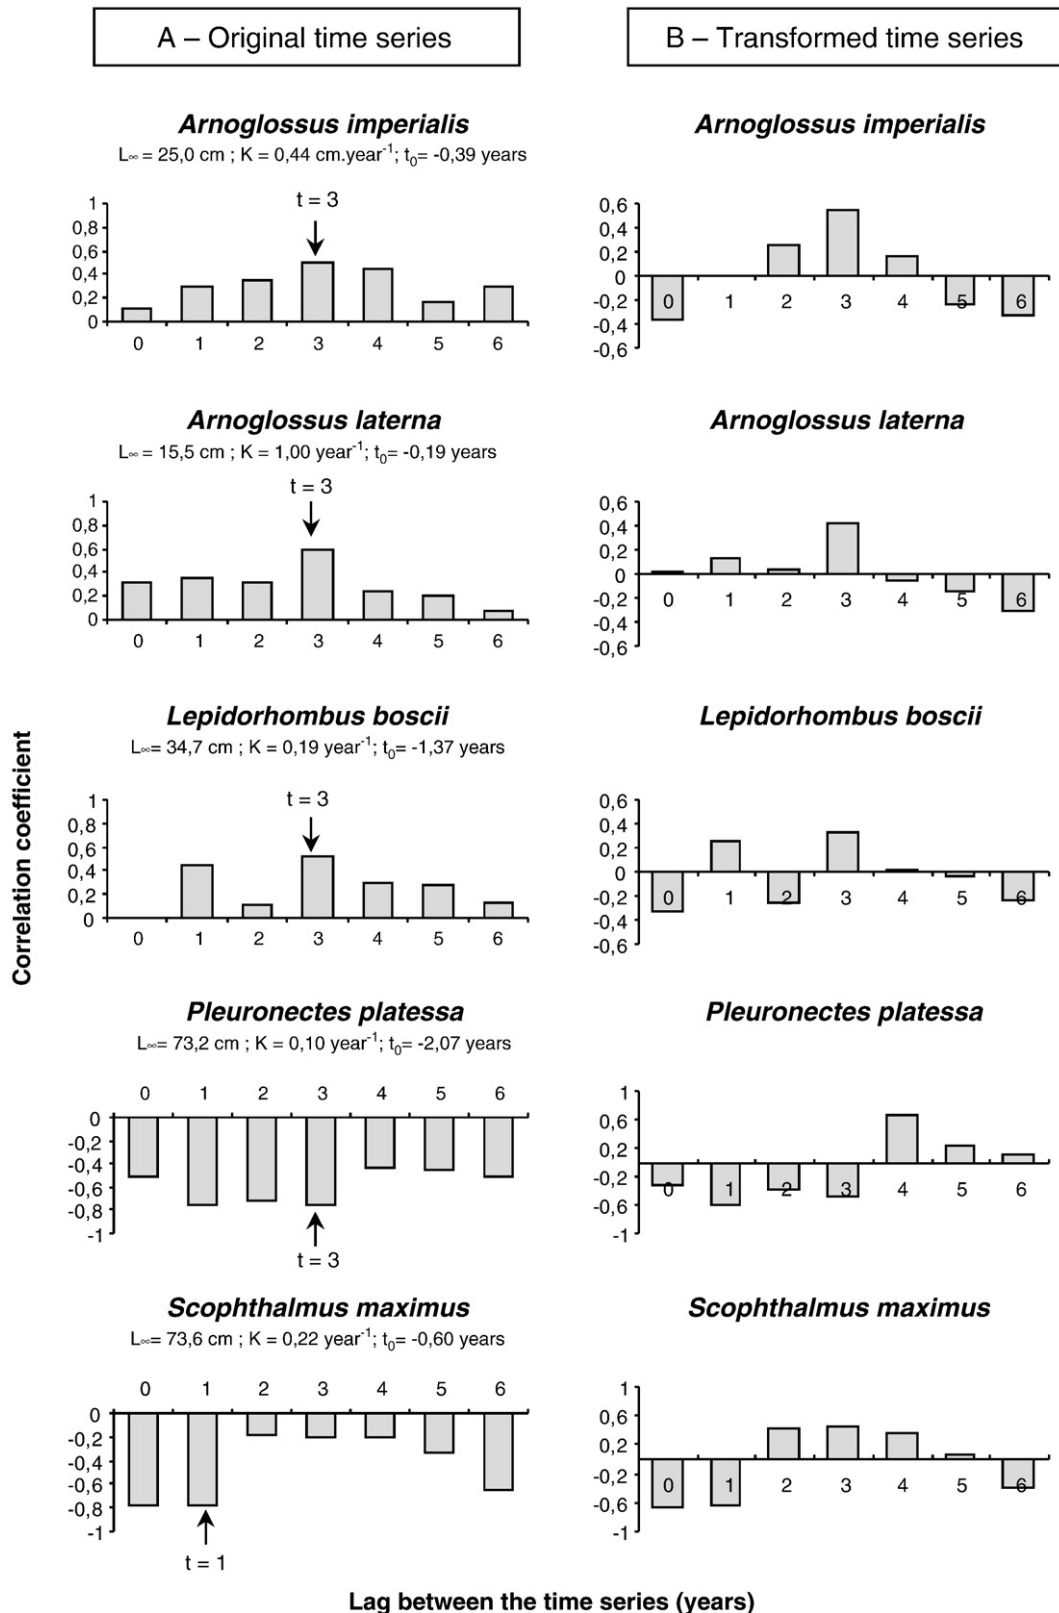 A – Original time series
B – Transformed time series
Arnoglossus imperialis
L∞ = 25,0 cm ; K = 0,44 cm.year-1; t0= -0,39 years
t = 3
1
0,8
0,6
0,4
0,2
0
0 1 2 3 4 5 6
Arnoglossus imperialis
0,6
0,4
0,2
0
-0,2
-0,4
-0,6
0 1 2 3 4 5 6
Arnoglossus laterna
L∞ = 15,5 cm ; K = 1,00 year-1; t0= -0,19 years
t = 3
1
0,8
0,6
0,4
0,2
0
0 1 2 3 4 5 6
Arnoglossus laterna
0,6
0,4
0,2
0
-0,2
-0,4
-0,6
0 1 2 3 4 5 6
Correlation coefficient
Lepidorhombus boscii
L∞= 34,7 cm ; K = 0,19 year-1; t0= -1,37 years
t = 3
1
0,8
0,6
0,4
0,2
0
0 1 2 3 4 5 6
Lepidorhombus boscii
0,6
0,4
0,2
0
-0,2
-0,4
-0,6
0 1 2 3 4 5 6
Pleuronectes platessa
L∞= 73,2 cm ; K = 0,10 year-1; t0= -2,07 years
0 1 2 3 4 5 6
0
-0,2
-0,4
-0,6
-0,8
-1
t = 3
Pleuronectes platessa
1
0,6
0,2
-0,2
-0,6
-1
0 1 2 3 4 5 6
Scophthalmus maximus
L∞= 73,6 cm ; K = 0,22 year-1; t0= -0,60 years
0 1 2 3 4 5 6
0
-0,2
-0,4
-0,6
-0,8
-1
t = 1
Scophthalmus maximus
1
0,6
0,2
-0,2
-0,6
-1
0 1 2 3 4 5 6
Lag between the time series (years)